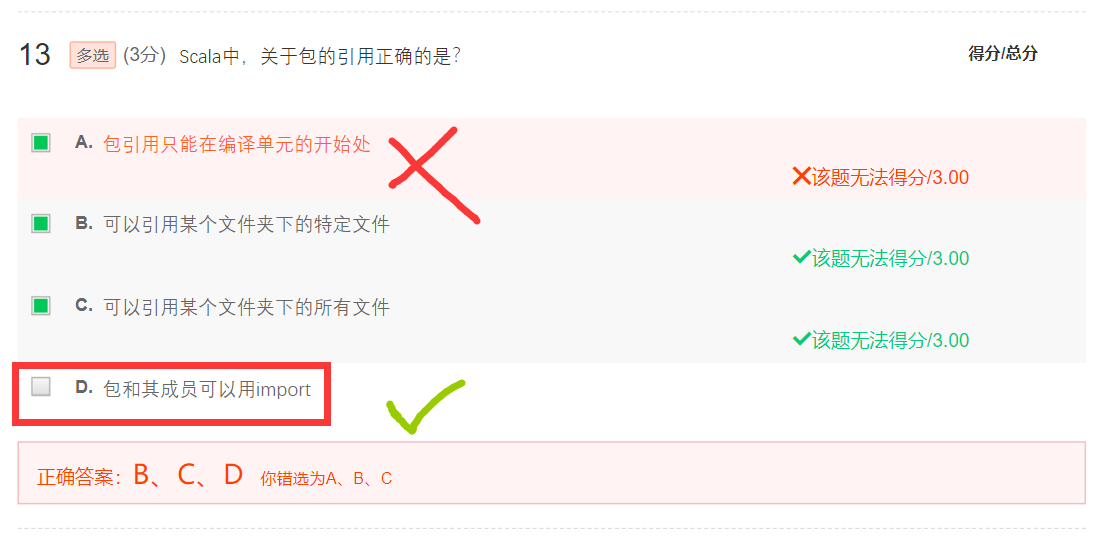 13 多选 (3分) Scala中，关于包的引用正确的是？ 得分/总分
A. 包引用只能在编译单元的开始处
该题无法得分/3.00
B. 可以引用某个文件夹下的特定文件
该题无法得分/3.00
C. 可以引用某个文件夹下的所有文件
该题无法得分/3.00
D. 包和其成员可以用import
正确答案：B、C、D 你错选为A、B、C